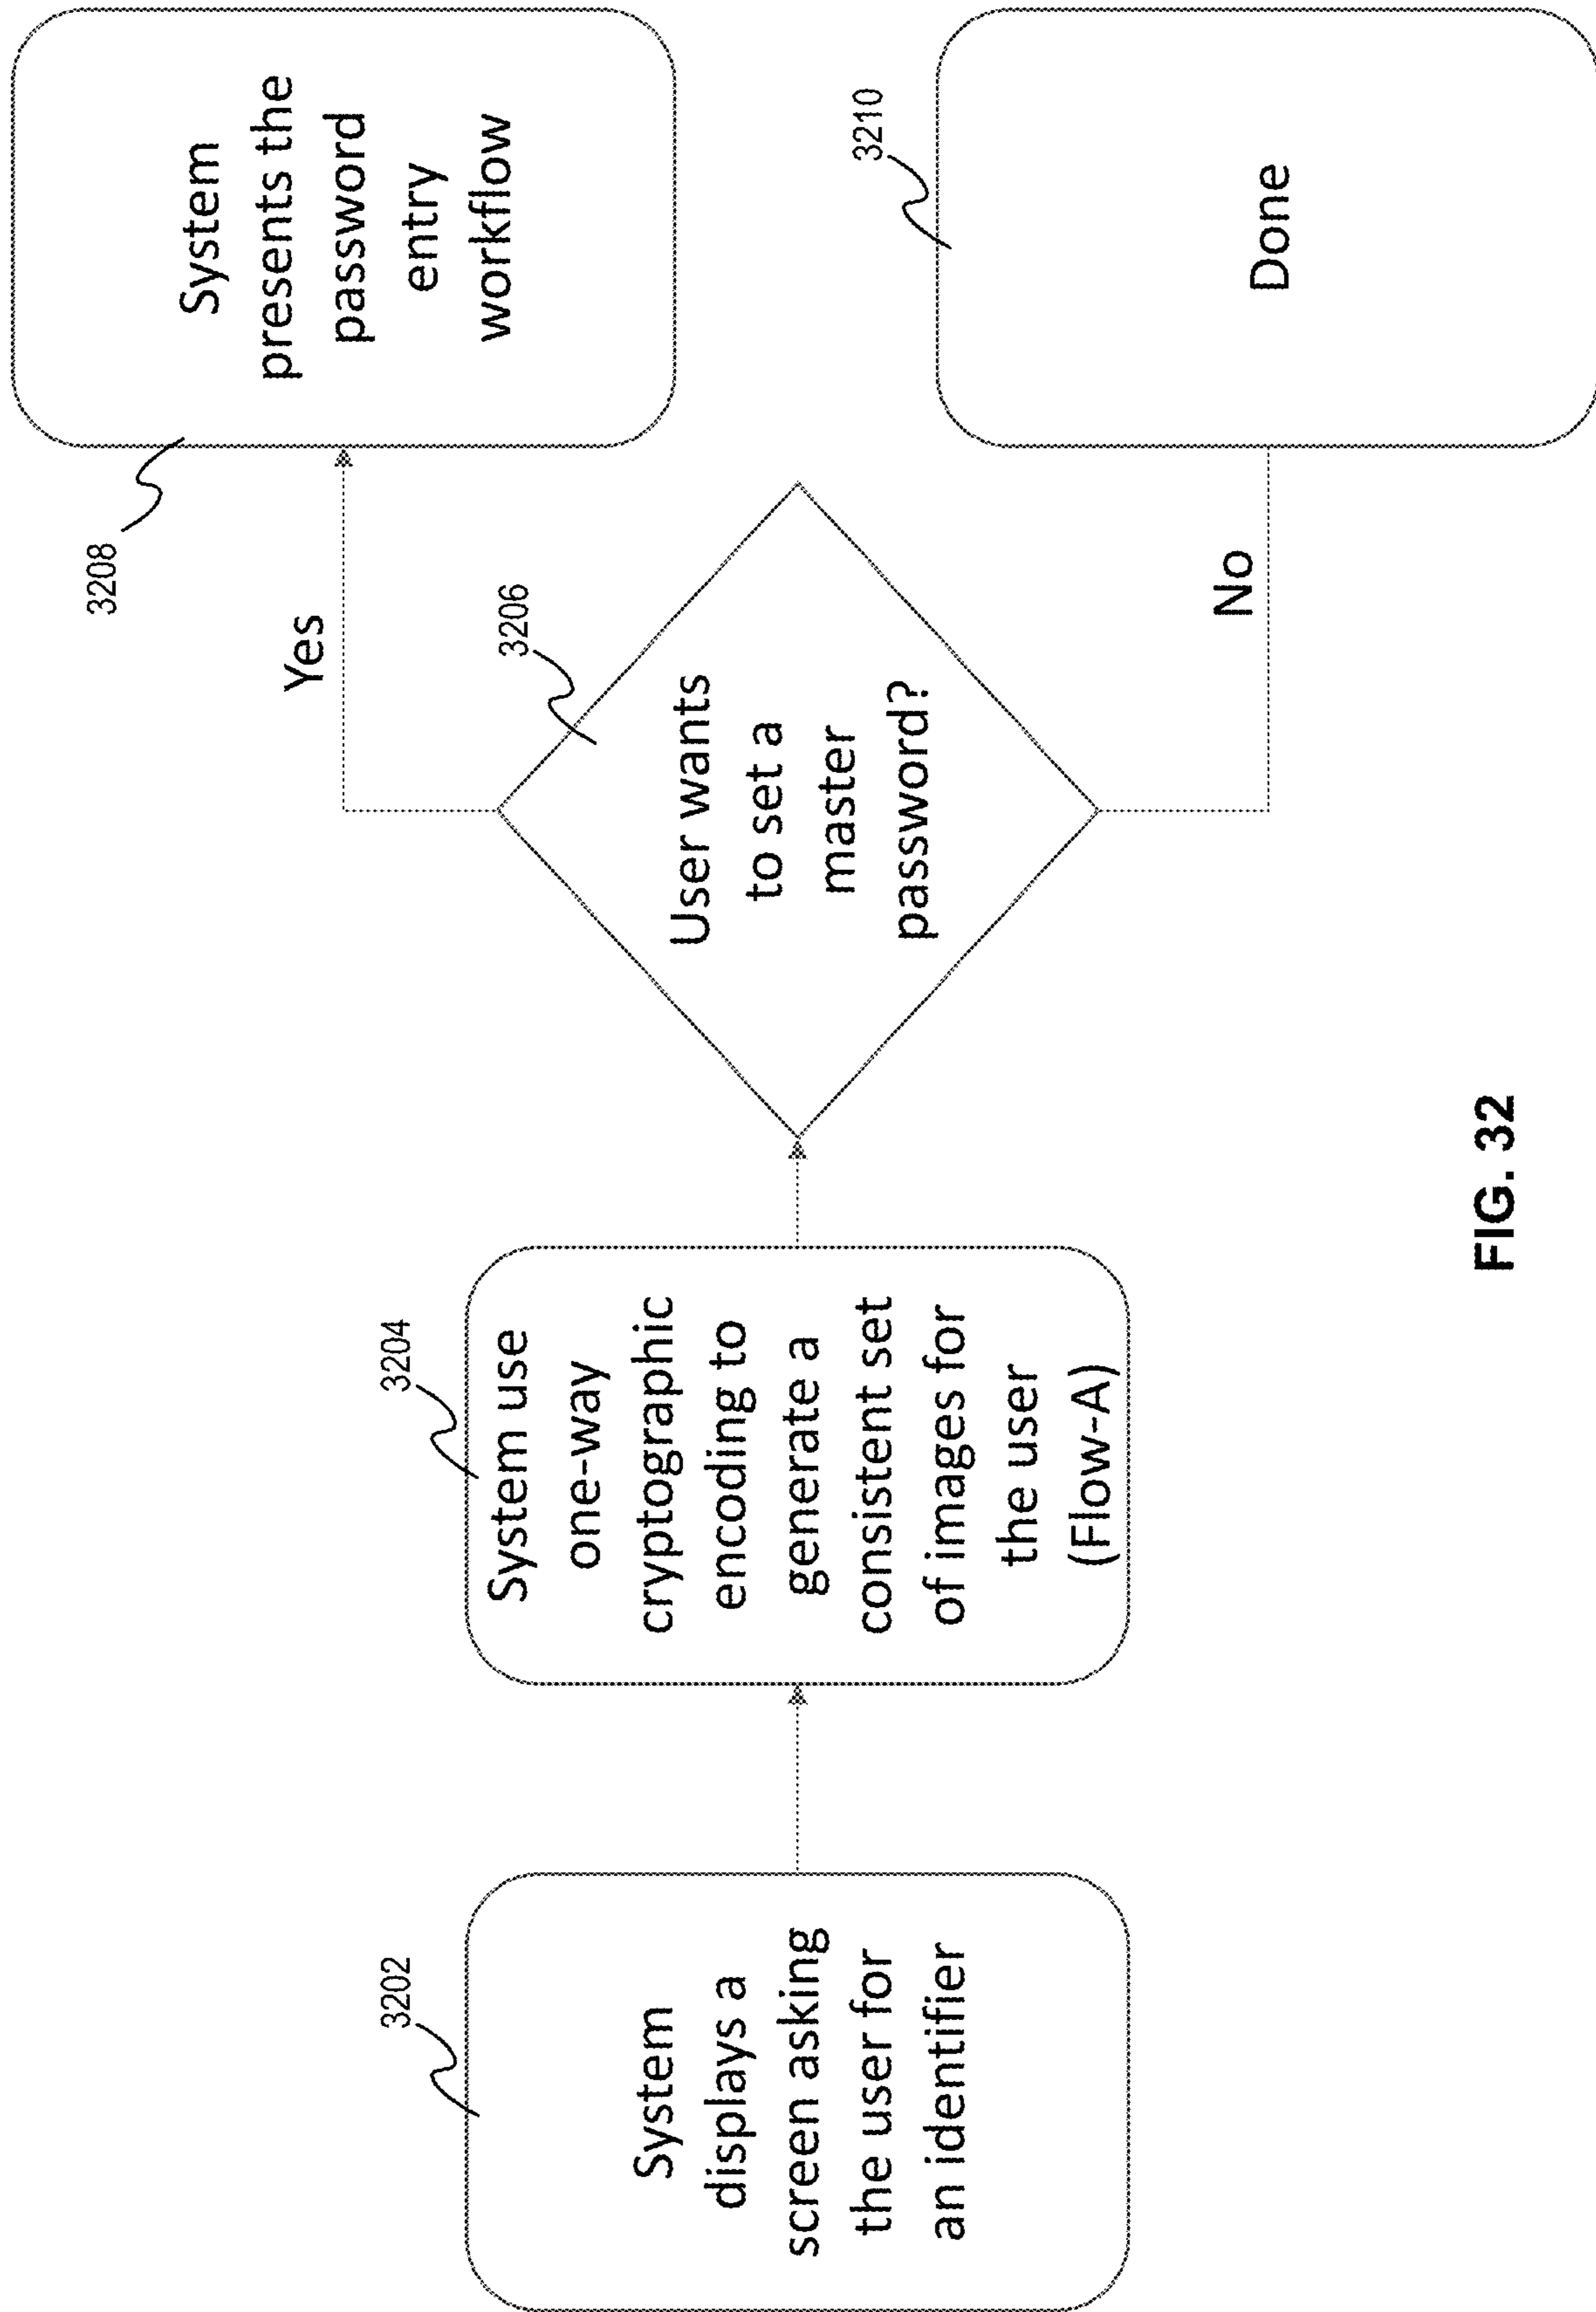 3202
System
displays a
screen asking
the user for
an identifier
3204
System use
one-way
cryptographic
encoding to
generate a
consistent set
of images for
the user
(Flow-A)
3206
User wants
to set a
master
password?
Yes
3208
System
presents the
password
entry
workflow
No
3210
Done
FIG. 32